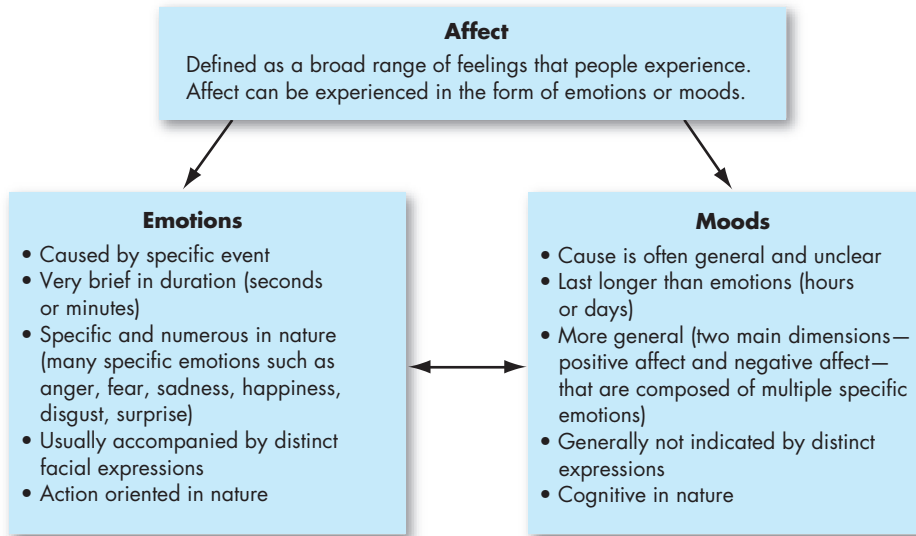 Affect
Defined as a broad range of feelings that people experience.
Affect can be experienced in the form of emotions or moods.
Emotions
• Caused by specific event
• Very brief in duration (seconds
or minutes)
• Specific and numerous in nature
(many specific emotions such as
anger, fear, sadness, happiness,
disgust, surprise)
• Usually accompanied by distinct
facial expressions
• Action oriented in nature
Moods
• Cause is often general and unclear
• Last longer than emotions (hours
or days)
• More general (two main dimensions—
positive affect and negative affect—
that are composed of multiple specific
emotions)
• Generally not indicated by distinct
expressions
• Cognitive in nature